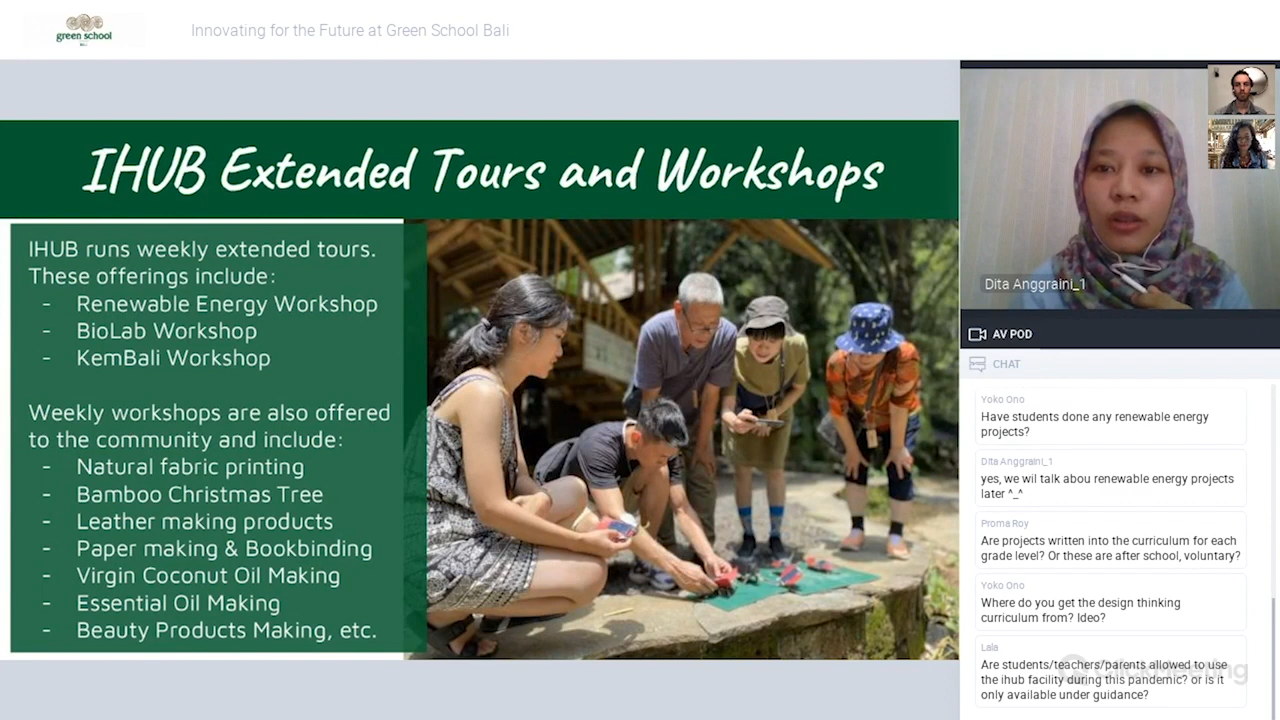 green school
Innovating for the Future at Green School Bali
IHUB Extended Tours and Workshops
IHUB runs weekly extended tours.
These offerings include:
- Renewable Energy Workshop
- BioLab Workshop
- KemBali Workshop
Weekly workshops are also offered
to the community and include:
- Natural fabric printing
- Bamboo Christmas Tree
- Leather making products
- Paper making & Bookbinding
- Virgin Coconut Oil Making
- Essential Oil Making
- Beauty Products Making, etc.
Dita Anggraini_1
AV POD
CHAT
Yoko Ono
Have students done any renewable energy
projects?
Dita Anggraini_1
yes, we wil talk abou renewable energy projects
later ^_^
Proma Roy
Are projects written into the curriculum for each
grade level? Or these are after school, voluntary?
Yoko Ono
Where do you get the design thinking
curriculum from? Ideo?
Lala
Are students/teachers/parents allowed to use
the ihub facility during this pandemic? or is it
only available under guidance?